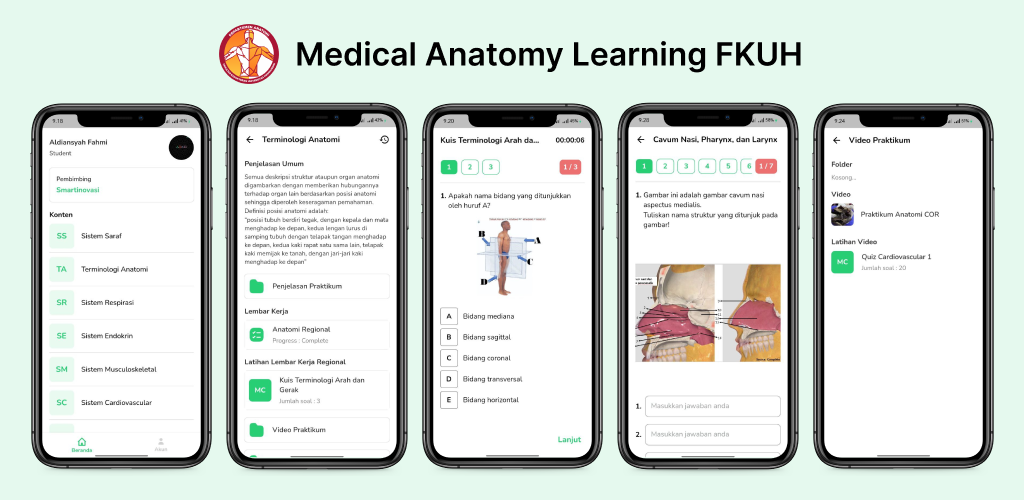 Medical Anatomy Learning FKUH
9.18
Aldiansyah Fahmi
Student
Pembimbing
Smartinovasi
Konten
SS Sistem Saraf
TA Terminologi Anatomi
SR Sistem Respirasi
SE Sistem Endokrin
SM Sistem Musculoskeletal
SC Sistem Cardiovascular
Beranda
9.18
Terminologi Anatomi
Penjelasan Umum
Semua deskripsi struktur ataupun organ anatomi
digambarkan dengan memberikan hubungannya
terhadap organ lain berdasarkan posisi anatomi
sehingga diperoleh keseragaman pemahaman.
Definisi posisi anatomi adalah:
"posisi tubuh berdiri tegak, dengan kepala dan mata
menghadap ke depan, kedua lengan lurus di
samping tubuh dengan telapak tangan menghadap
ke depan, kedua kaki rapat satu sama lain, telapak
kaki memijak ke tanah, dengan jari-jari kaki
menghadap ke depan"
Penjelasan Praktikum
Lembar Kerja
Anatomi Regional
Progress : Complete
Latihan Lembar Kerja Regional
MC Kuis Terminologi Arah dan
Gerak
Jumlah soal : 3
Video Praktikum
9.20
Kuis Terminologi Arah da... 00:00:06
1 2 3 1 / 3
1. Apakah nama bidang yang ditunjukkan
oleh huruf A?
B A
C
D
A Bidang mediana
B Bidang sagittal
C Bidang coronal
D Bidang transversal
E Bidang horizontal
Lanjut
9.28
Cavum Nasi, Pharynx, dan Larynx
1 2 3 4 5 6 1 / 7
1. Gambar ini adalah gambar cavum nasi
aspectus medialis.
Tuliskan nama struktur yang ditunjuk pada
gambar!
1. Masukkan jawaban anda
2. Masukkan jawaban anda
9.24
Video Praktikum
Folder
Kosong...
Video
Praktikum Anatomi COR
Latihan Video
MC Quiz Cardiovascular 1
Jumlah soal : 20